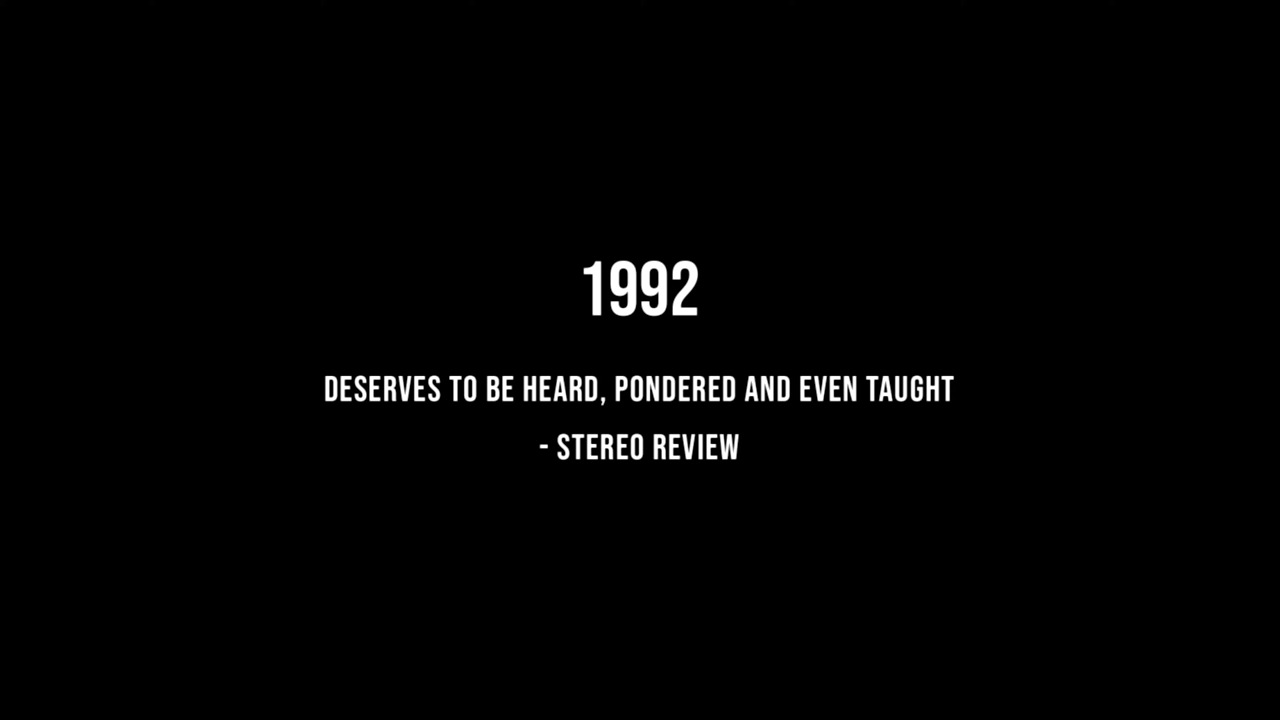 1992
DESERVES TO BE HEARD, PONDERED AND EVEN TAUGHT
- STEREO REVIEW